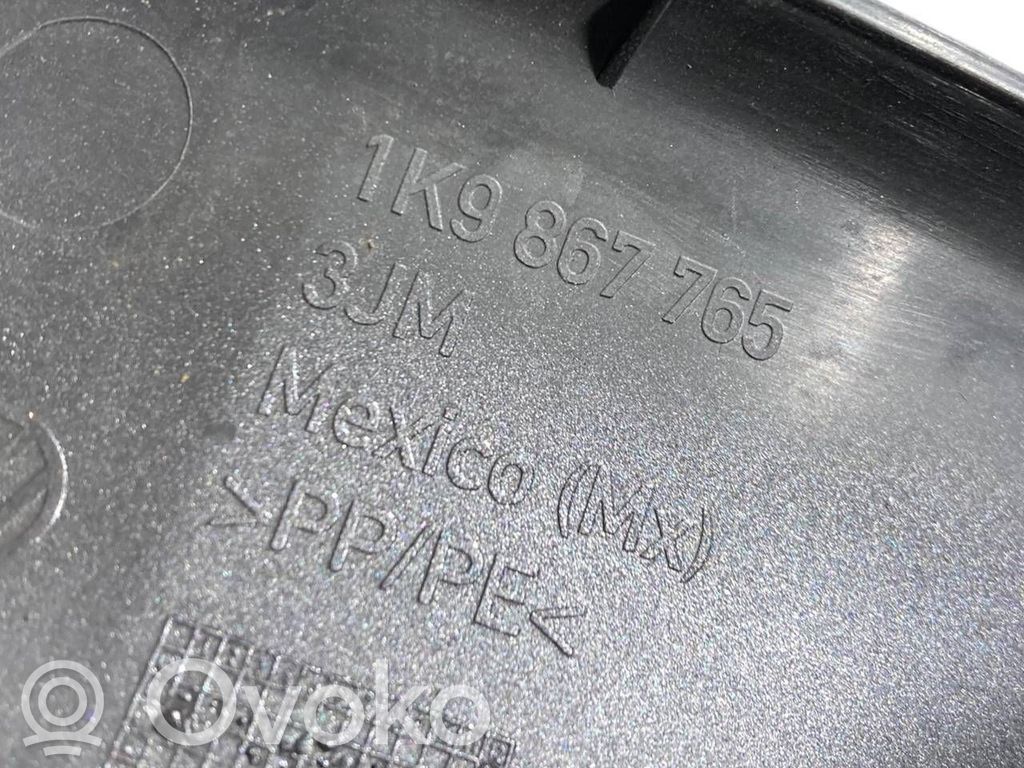 1K9 867 765
3JM
Mexico (MX)
>PP/PE<
Ovoko